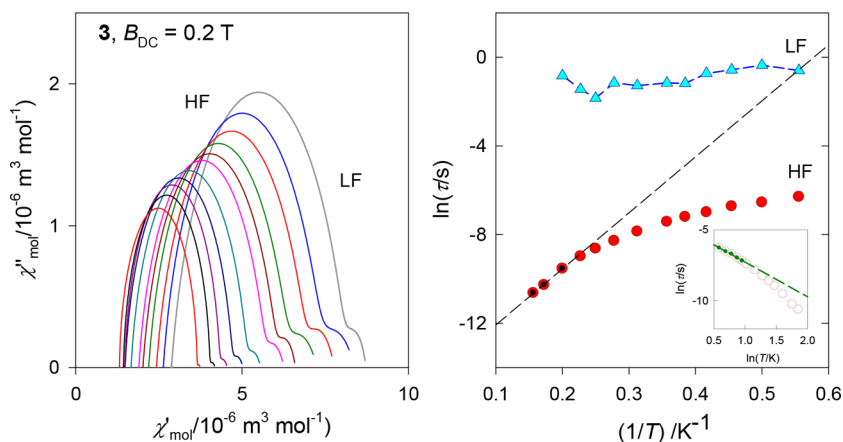 3, B_DC = 0.2 T
HF
LF
χ''mol/10⁻⁶ m³ mol⁻¹)
2
1
0
0
5
10
χ'mol/10⁻⁶ m³ mol⁻¹)
LF
HF
ln(τ/s)
0
-4
-8
-12
0.1
0.2
0.3
0.4
0.5
0.6
(1/T) /K⁻¹
ln(τ/s)
-5
-10
0.5
1.0
1.5
2.0
ln(T/K)